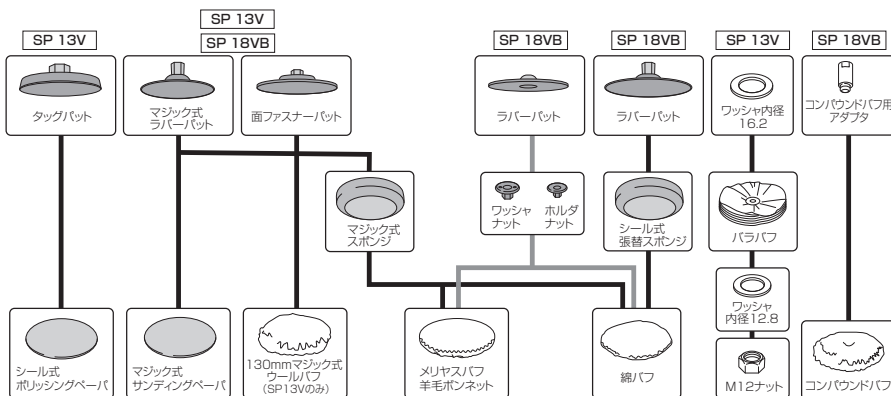 SP 13V
SP 13V
SP 18VB
SP 18VB
SP 18VB
SP 13V
SP 18VB
タッグパット
マジック式
ラバーパット
面ファスナーパット
ラバーパット
ラバーパット
ワッシャ内径
16.2
コンパウンドバフ用
アダプタ
マジック式
スポンジ
ワッシャ
ナット
ホルダ
ナット
シール式
張替スポンジ
バラバフ
ワッシャ
内径12.8
シール式
ポリッシングペーパ
マジック式
サンディングペーパ
130mmマジック式
ウールバフ
(SP13Vのみ)
メリヤスバフ
羊毛ボンネット
綿バフ
M12ナット
コンパウンドバフ